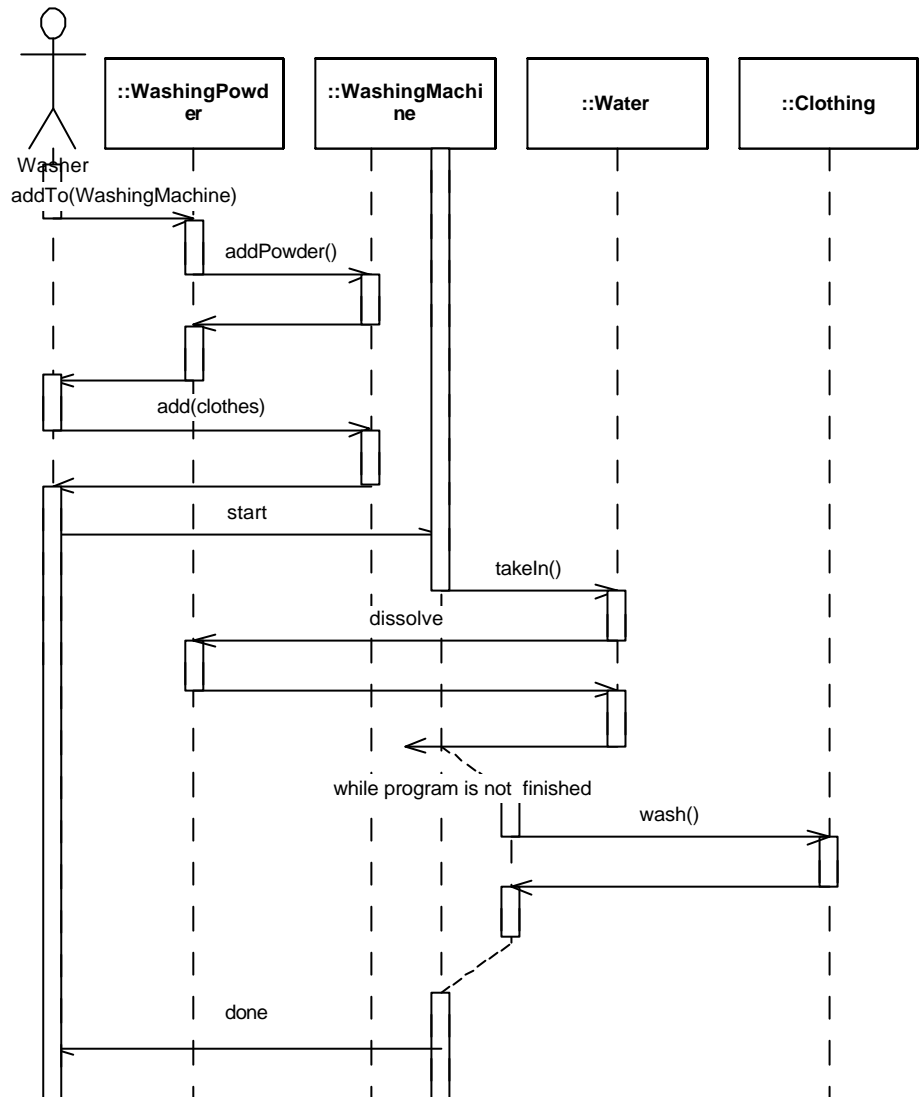 ::WashingPowd
er
::WashingMachi
ne
::Water
::Clothing
Washer
addTo(WashingMachine)
addPowder()
add(clothes)
start
takeIn()
dissolve
while program is not finished
wash()
done